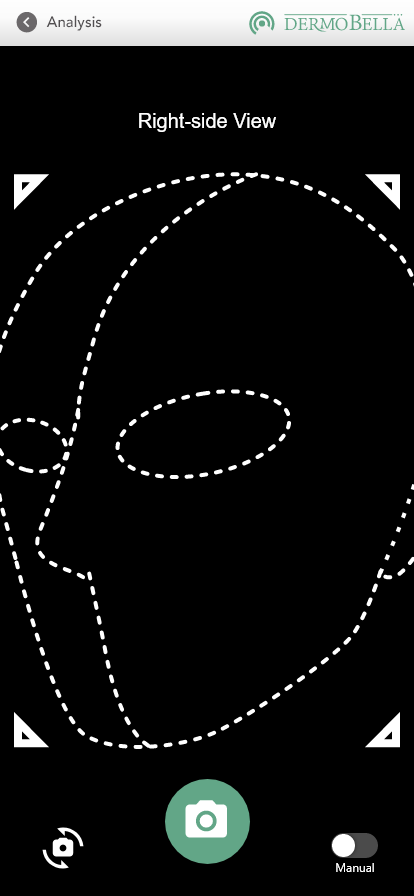 Analysis
DERMOBELLA
Right-side View
Manual